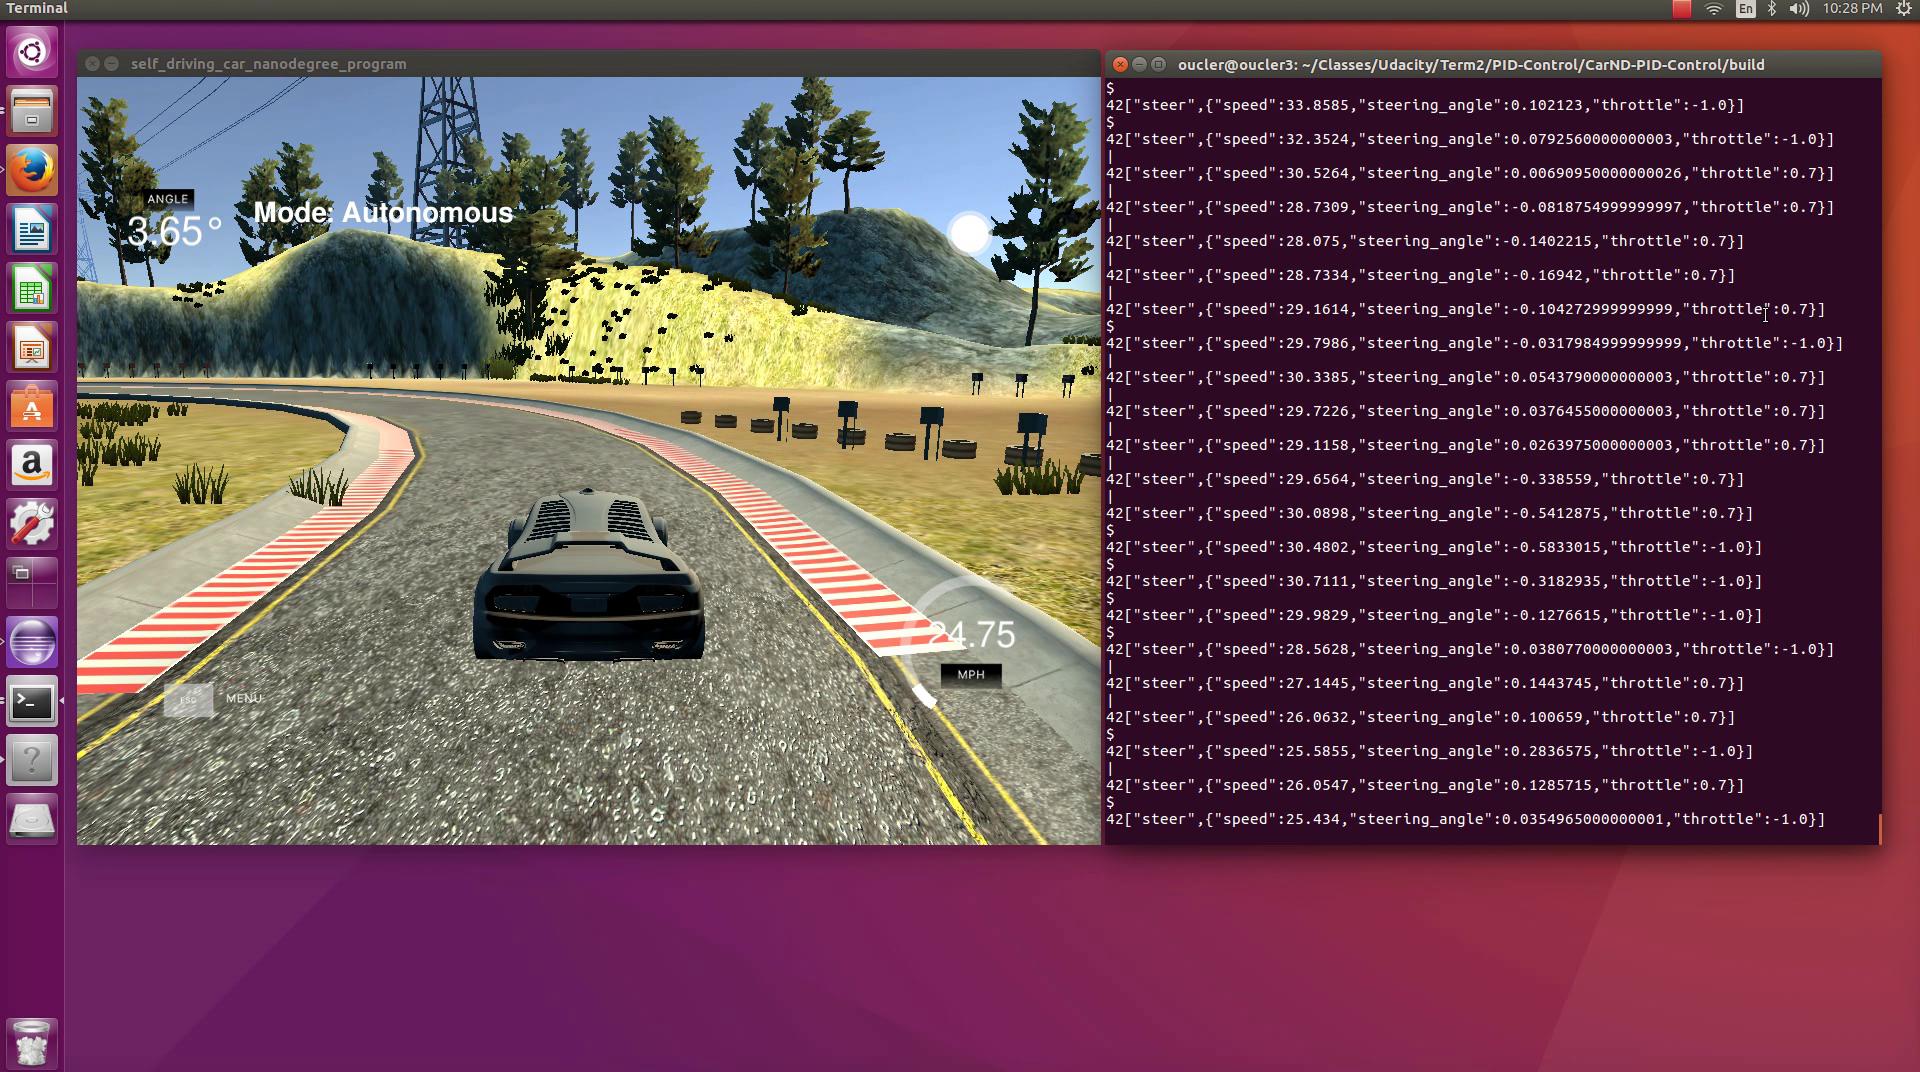 Terminal
En
10:28 PM
self_driving_car_nanodegree_program
ANGLE
3.65°
Mode: Autonomous
24.75
MPH
ESC
MENU
oucler@oucler3: ~/Classes/Udacity/Term2/PID-Control/CarND-PID-Control/build
$
42["steer",{"speed":33.8585,"steering_angle":0.102123,"throttle":-1.0}]
$
42["steer",{"speed":32.3524,"steering_angle":0.0792560000000003,"throttle":-1.0}]
|
42["steer",{"speed":30.5264,"steering_angle":0.00690950000000026,"throttle":0.7}]
|
42["steer",{"speed":28.7309,"steering_angle":-0.0818754999999997,"throttle":0.7}]
|
42["steer",{"speed":28.075,"steering_angle":-0.1402215,"throttle":0.7}]
|
42["steer",{"speed":28.7334,"steering_angle":-0.16942,"throttle":0.7}]
|
42["steer",{"speed":29.1614,"steering_angle":-0.104272999999999,"throttle":0.7}]
$
42["steer",{"speed":29.7986,"steering_angle":-0.0317984999999999,"throttle":-1.0}]
|
42["steer",{"speed":30.3385,"steering_angle":0.0543790000000003,"throttle":0.7}]
|
42["steer",{"speed":29.7226,"steering_angle":0.0376455000000003,"throttle":0.7}]
|
42["steer",{"speed":29.1158,"steering_angle":0.0263975000000003,"throttle":0.7}]
|
42["steer",{"speed":29.6564,"steering_angle":-0.338559,"throttle":0.7}]
|
42["steer",{"speed":30.0898,"steering_angle":-0.5412875,"throttle":0.7}]
$
42["steer",{"speed":30.4802,"steering_angle":-0.5833015,"throttle":-1.0}]
$
42["steer",{"speed":30.7111,"steering_angle":-0.3182935,"throttle":-1.0}]
$
42["steer",{"speed":29.9829,"steering_angle":-0.1276615,"throttle":-1.0}]
$
42["steer",{"speed":28.5628,"steering_angle":0.0380770000000003,"throttle":-1.0}]
|
42["steer",{"speed":27.1445,"steering_angle":0.1443745,"throttle":0.7}]
|
42["steer",{"speed":26.0632,"steering_angle":0.100659,"throttle":0.7}]
$
42["steer",{"speed":25.5855,"steering_angle":0.2836575,"throttle":-1.0}]
|
42["steer",{"speed":26.0547,"steering_angle":0.1285715,"throttle":0.7}]
$
42["steer",{"speed":25.434,"steering_angle":0.0354965000000001,"throttle":-1.0}]